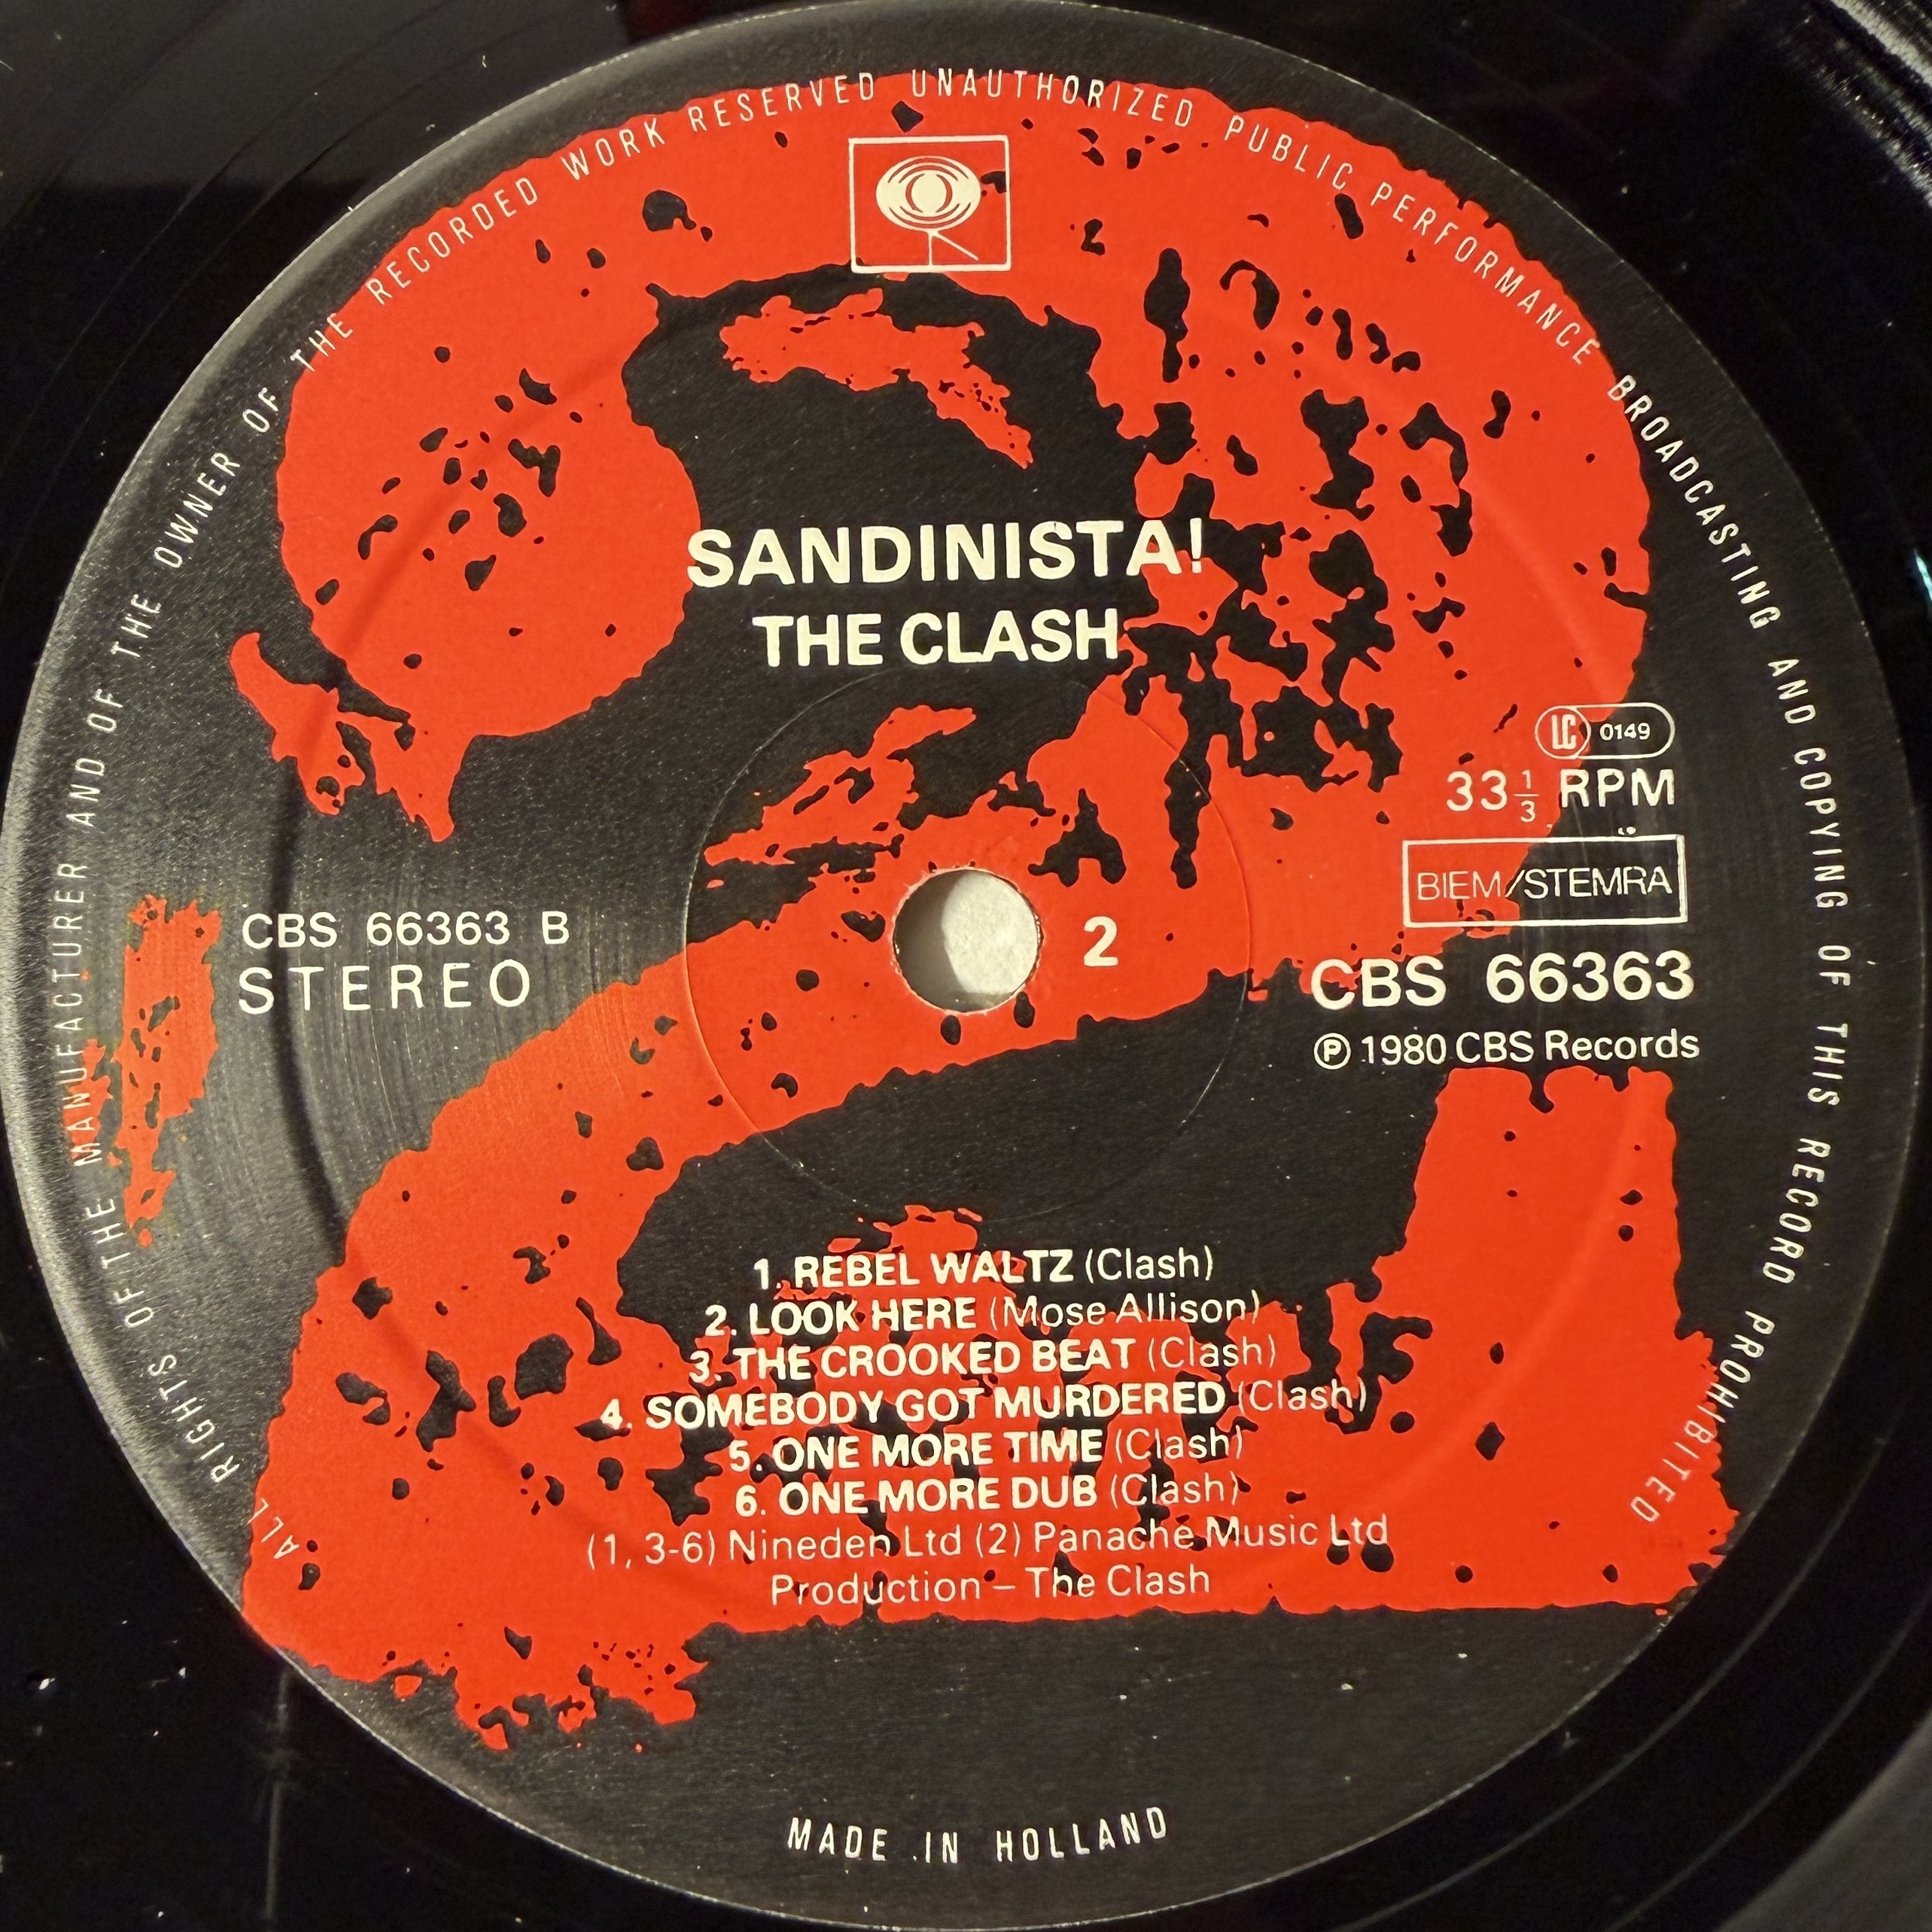 ALL RIGHTS OF THE MANUFACTURER AND OF THE OWNER OF THE RECORDED WORK RESERVED UNAUTHORIZED PUBLIC PERFORMANCE BROADCASTING AND COPYING OF THIS RECORD PROHIBITED
SANDINISTA!
THE CLASH
LC 0149
33⅓ RPM
BIEM/STEMRA
CBS 66363 B
STEREO
2
CBS 66363
℗ 1980 CBS Records
1. REBEL WALTZ (Clash)
2. LOOK HERE (Mose Allison)
3. THE CROOKED BEAT (Clash)
4. SOMEBODY GOT MURDERED (Clash)
5. ONE MORE TIME (Clash)
6. ONE MORE DUB (Clash)
(1, 3-6) Nineden Ltd (2) Panache Music Ltd
Production – The Clash
MADE IN HOLLAND